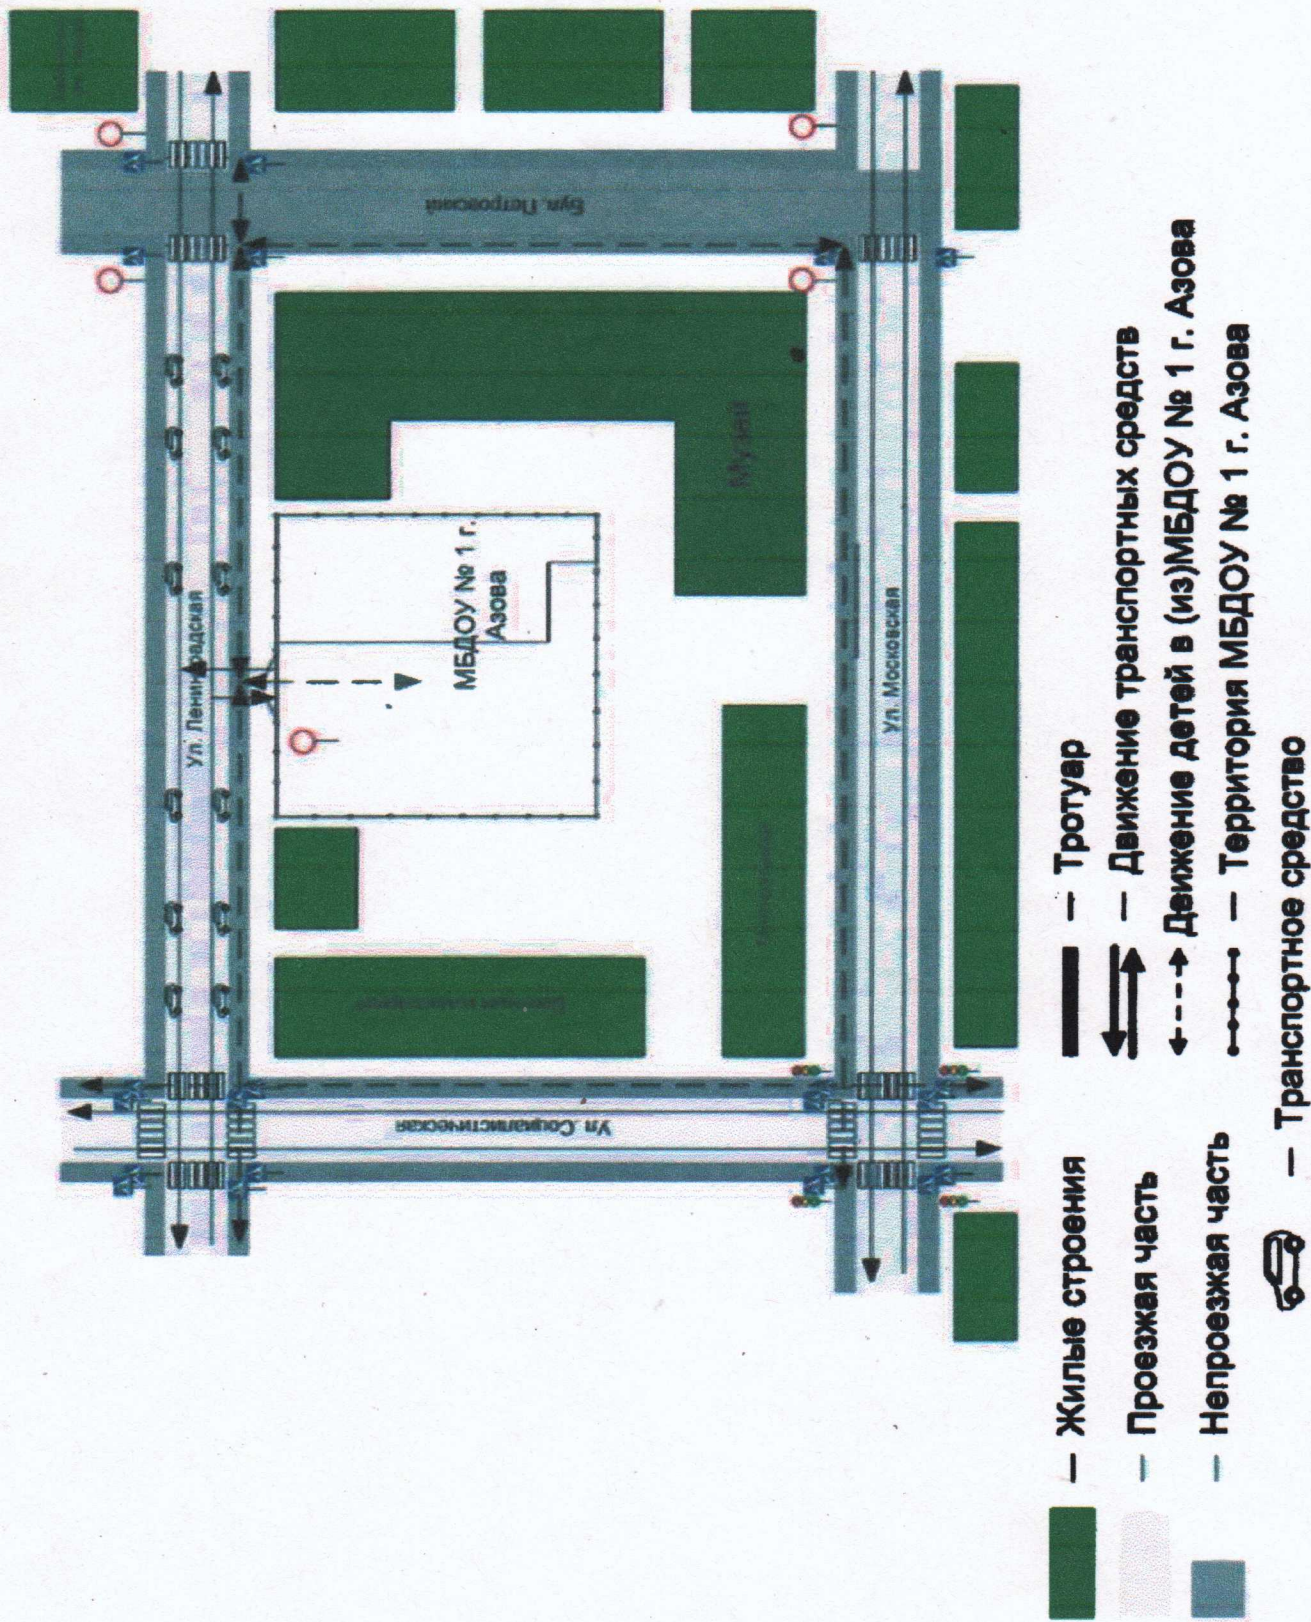 Ул. Ленинградская
Бул. Петровский
МБДОУ № 1 г.
Азова
Музей
Ул. Социалистическая
Ул. Московская
– Жилые строения
– Проезжая часть
– Непроезжая часть
– Транспортное средство
– Тротуар
– Движение транспортных средств
Движение детей в (из)МБДОУ № 1 г. Азова
– Территория МБДОУ № 1 г. Азова